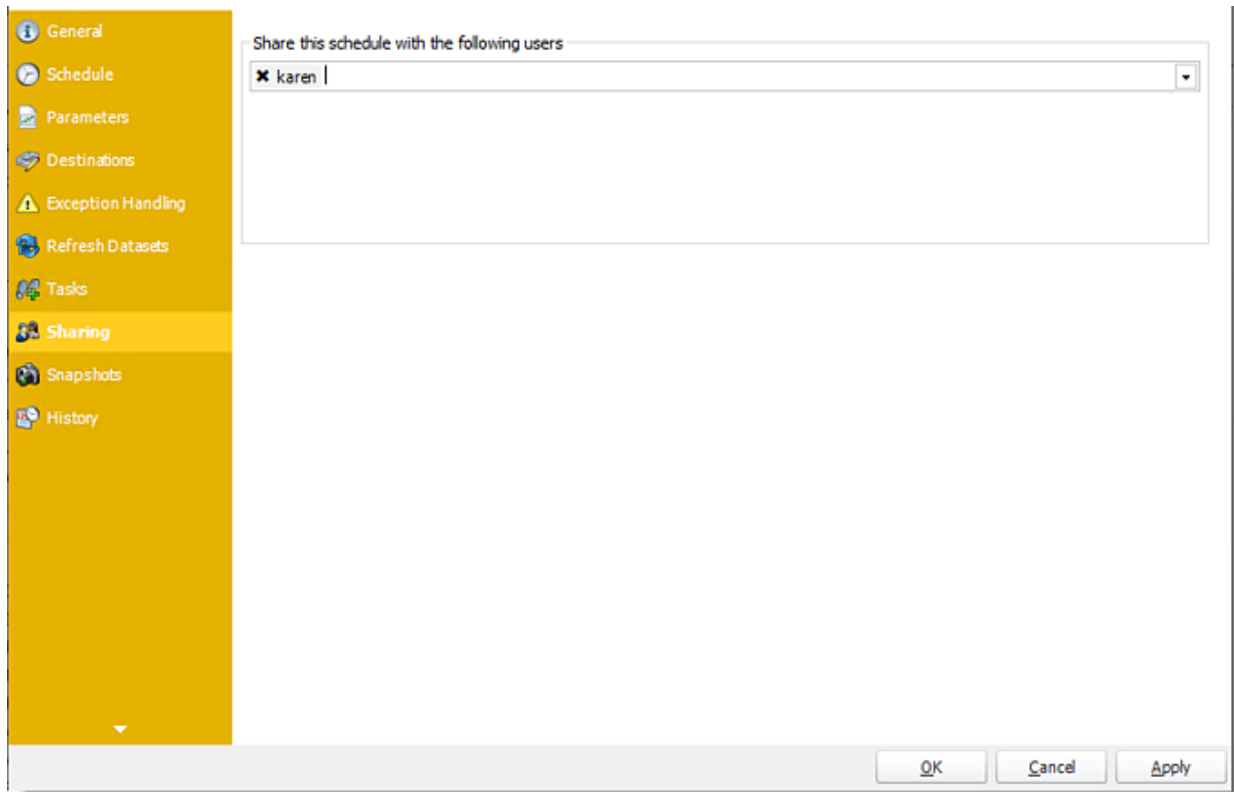 General
Schedule
Parameters
Destinations
Exception Handling
Refresh Datasets
Tasks
Sharing
Snapshots
History
Share this schedule with the following users
✖ karen
OK
Cancel
Apply